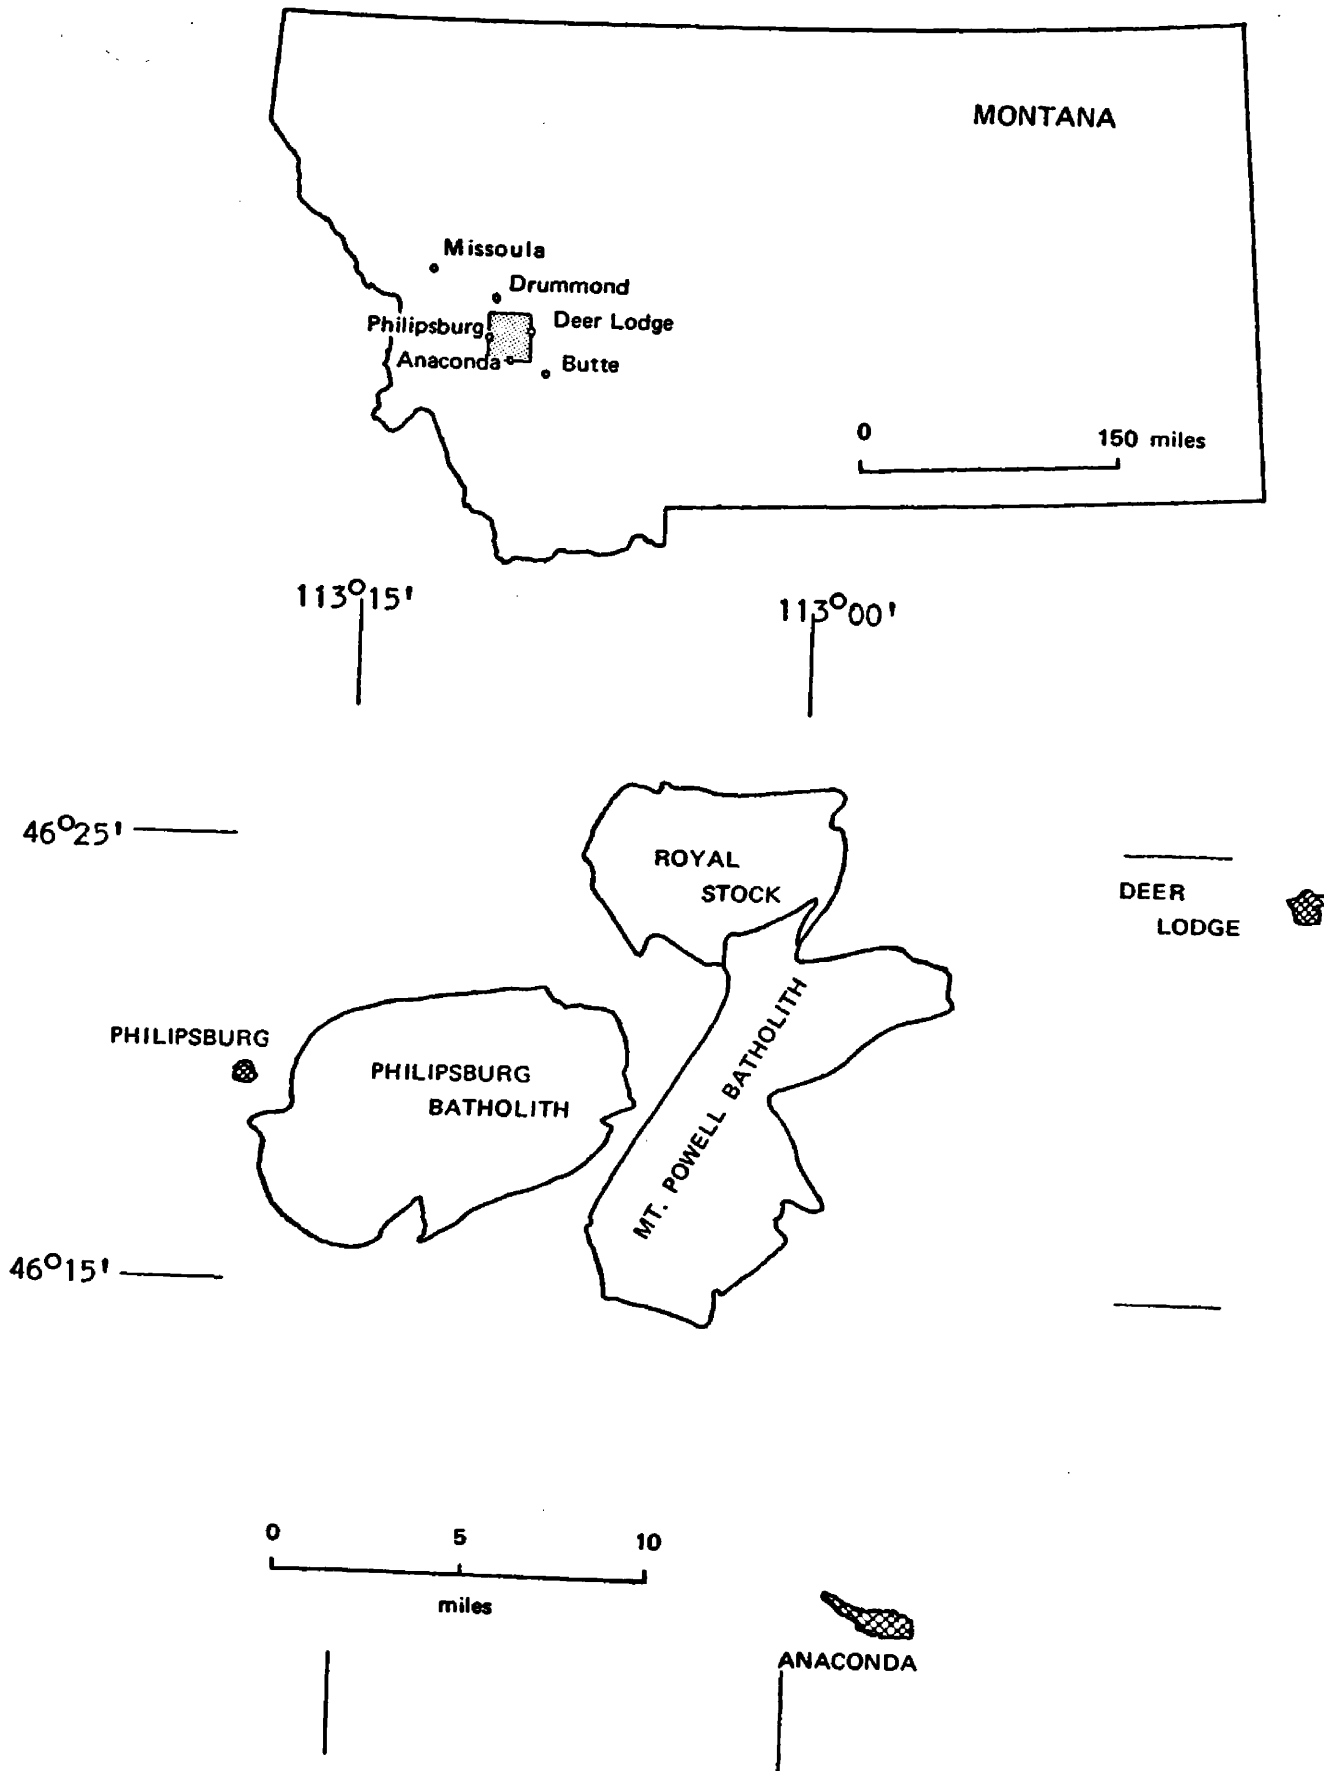 MONTANA
Missoula
Drummond
Philipsburg
Deer Lodge
Anaconda
Butte
0 150 miles
113°15' 113°00'
46°25'
ROYAL
STOCK
DEER
LODGE
PHILIPSBURG
PHILIPSBURG
BATHOLITH
MT. POWELL BATHOLITH
46°15'
0 5 10
miles
ANACONDA